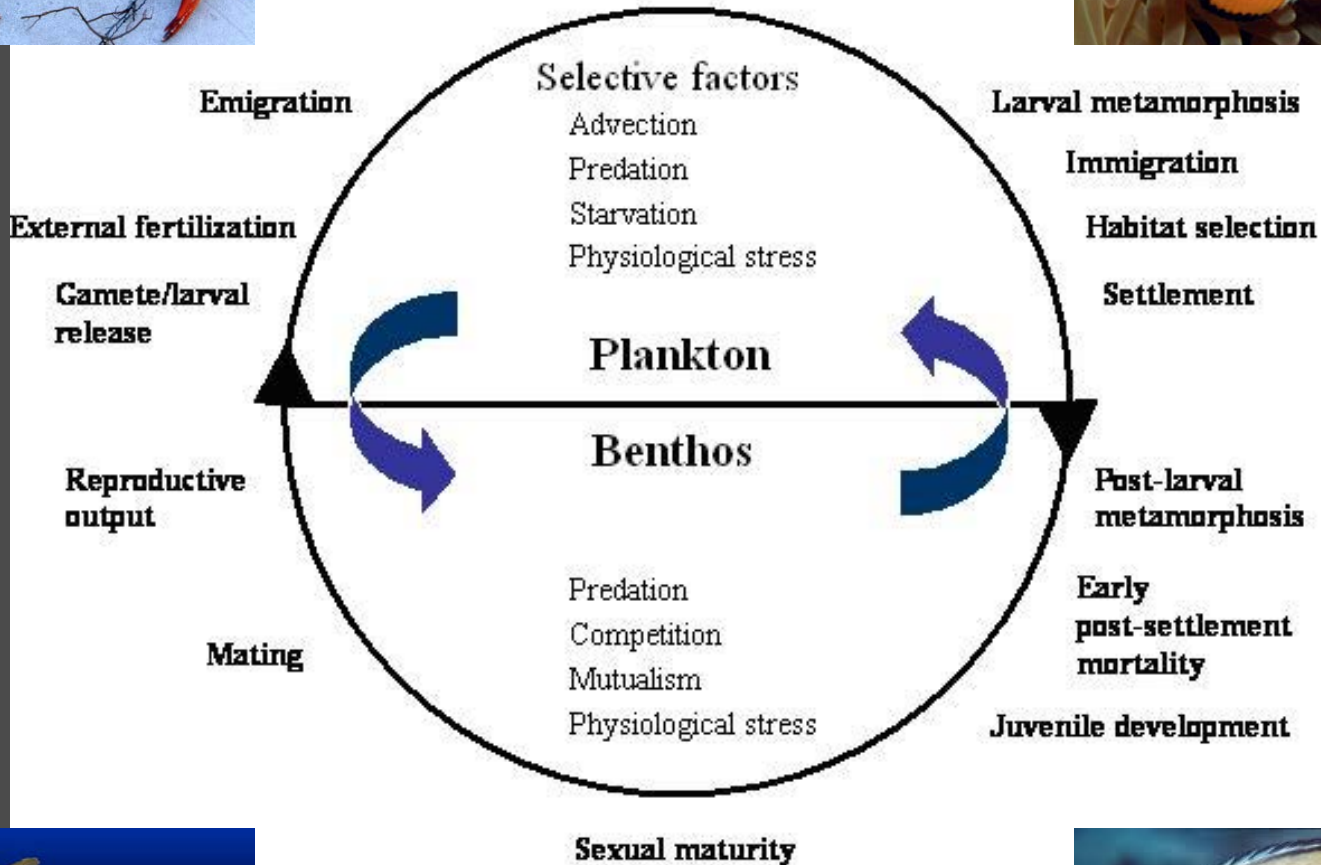 Selective factors
Advection
Predation
Starvation
Physiological stress
Emigration
External fertilization
Gamete/larval
release
Larval metamorphosis
Immigration
Habitat selection
Settlement
Plankton
Benthos
Reproductive
output
Mating
Predation
Competition
Mutualism
Physiological stress
Post-larval
metamorphosis
Early
post-settlement
mortality
Juvenile development
Sexual maturity